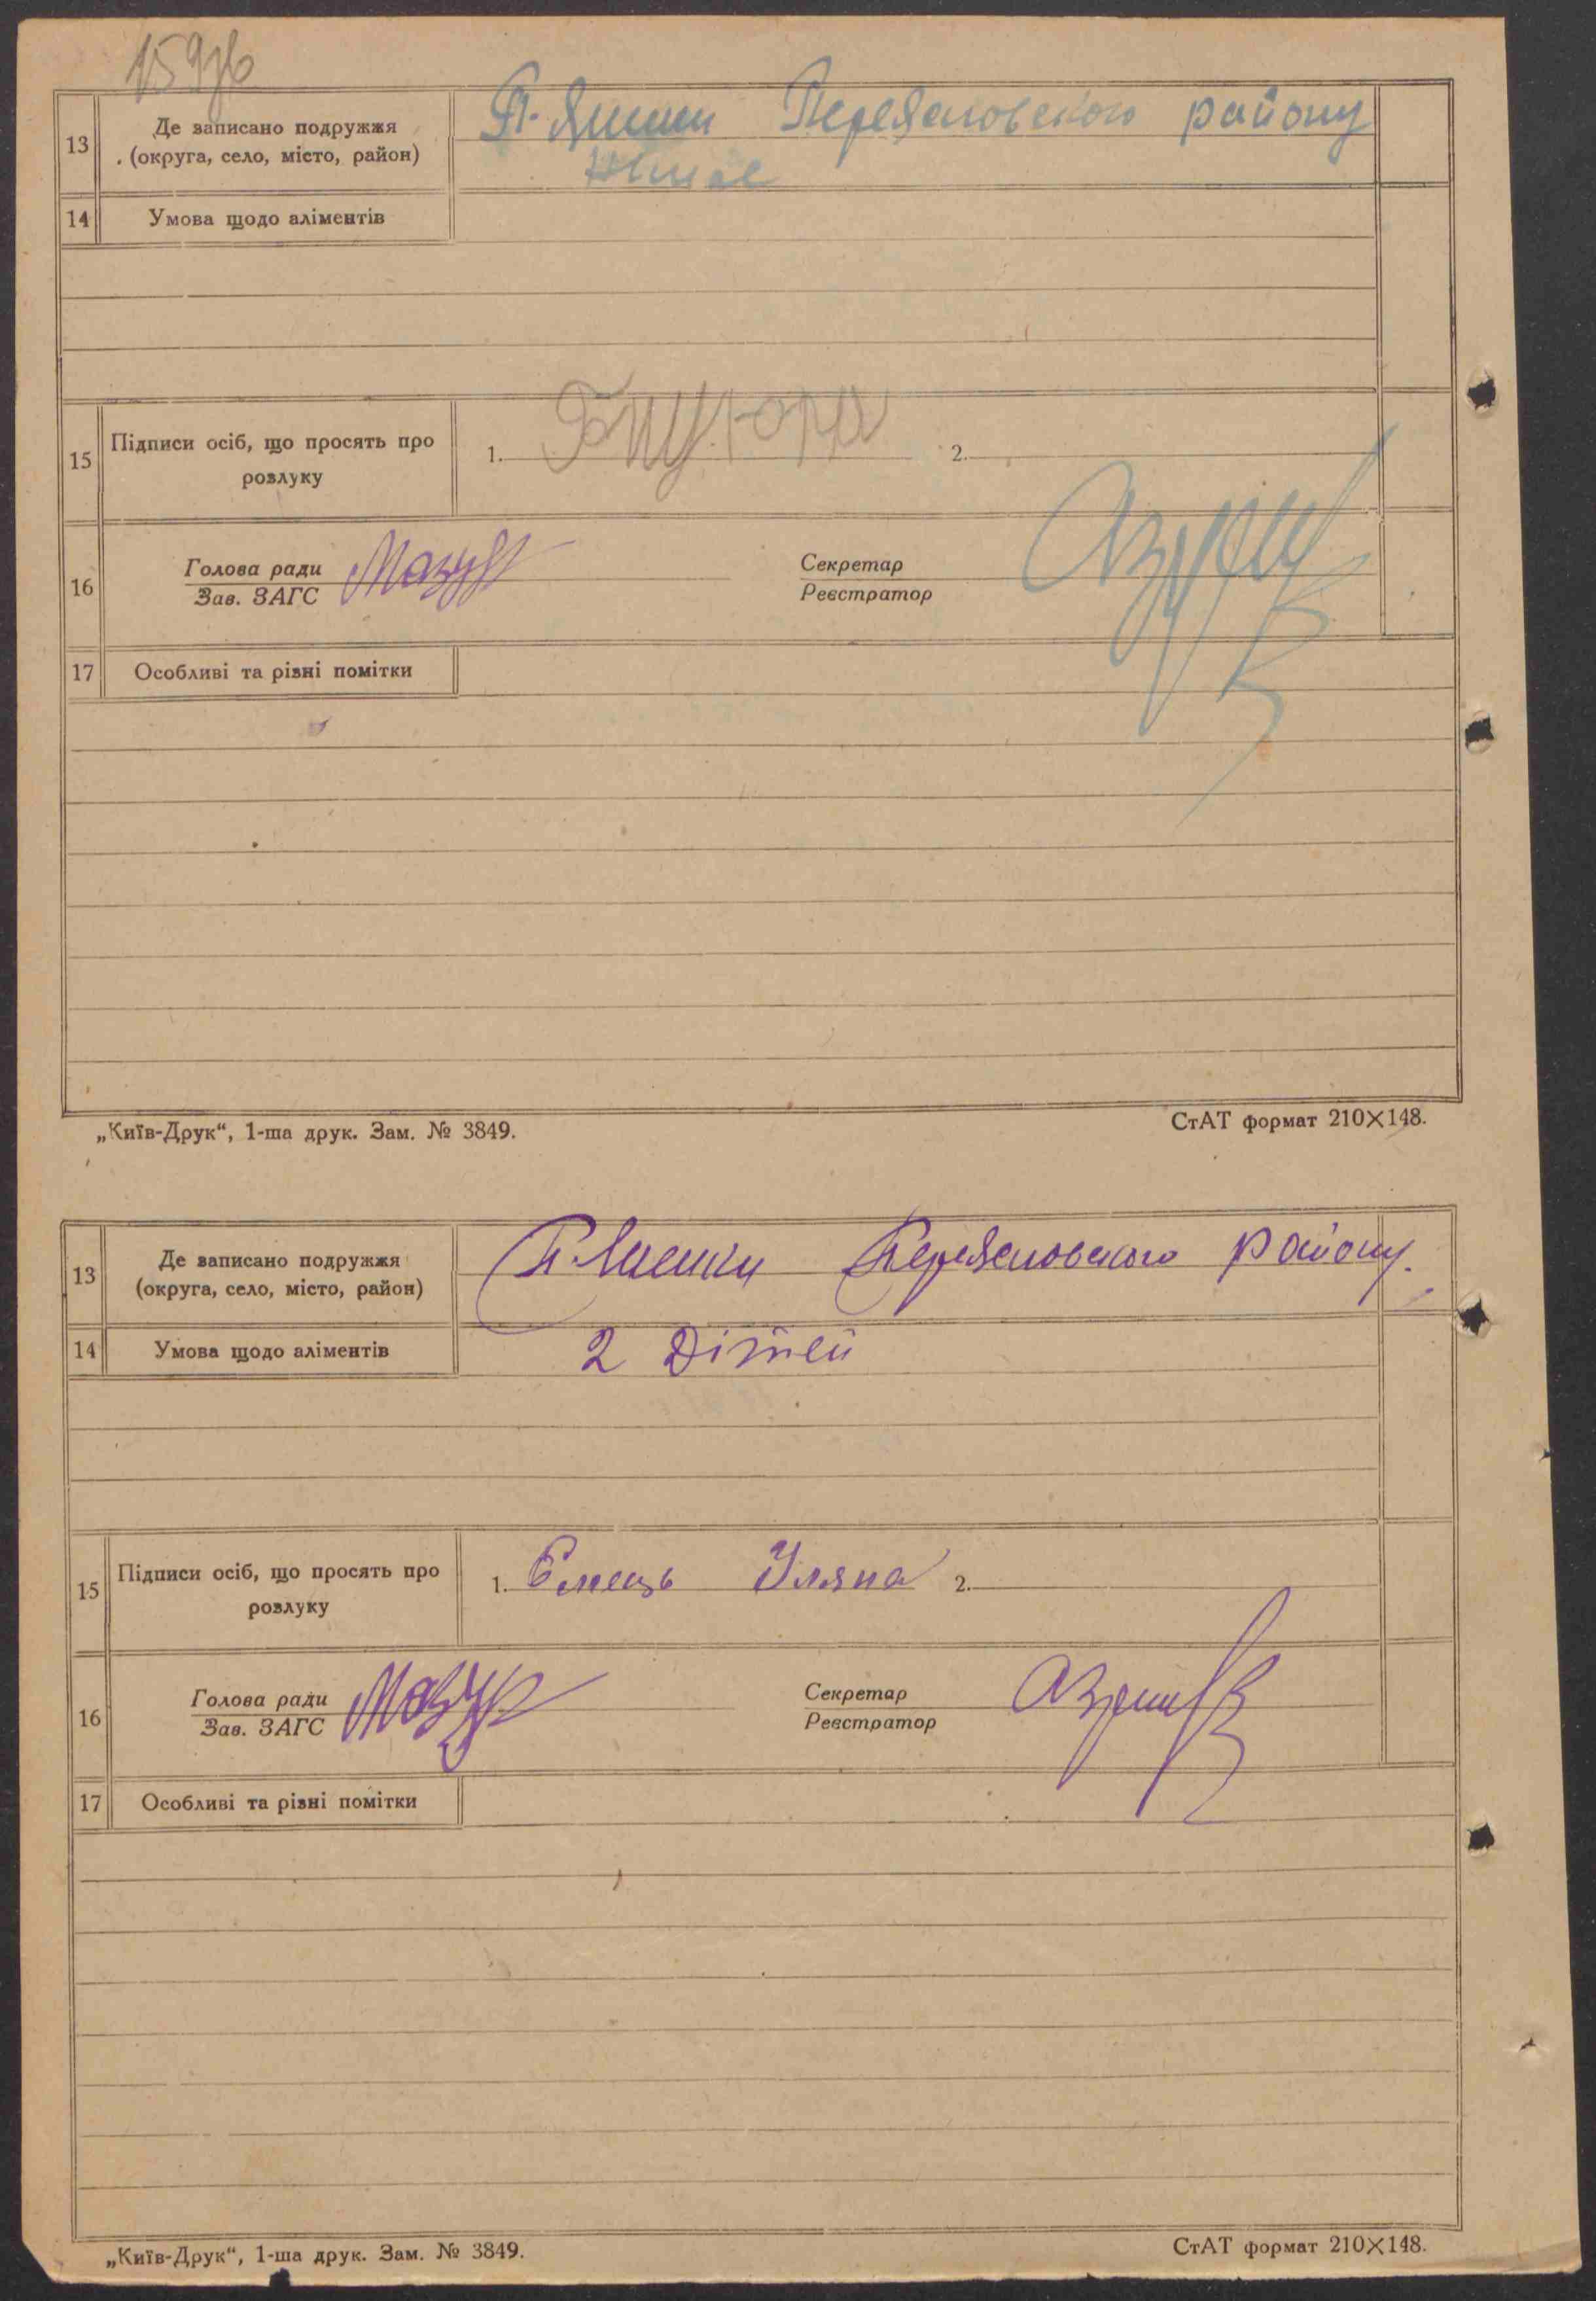 13
Де записано подружжя
(округа, село, місто, район)
району
14
Умова щодо аліментів
15
Підписи осіб, що просять про
розлуку
1.
2.
16
Голова ради
Зав. ЗАГС
Мазур
Секретар
Реєстратор
17
Особливі та різні помітки
„Київ-Друк“, 1-ша друк. Зам. № 3849.
СтАТ формат 210×148.
13
Де записано подружжя
(округа, село, місто, район)
району.
14
Умова щодо аліментів
2 Дітей
15
Підписи осіб, що просять про
розлуку
1. Ємець Уляна 2.
16
Голова ради
Зав. ЗАГС
Мазур
Секретар
Реєстратор
17
Особливі та різні помітки
„Київ-Друк“, 1-ша друк. Зам. № 3849.
СтАТ формат 210×148.